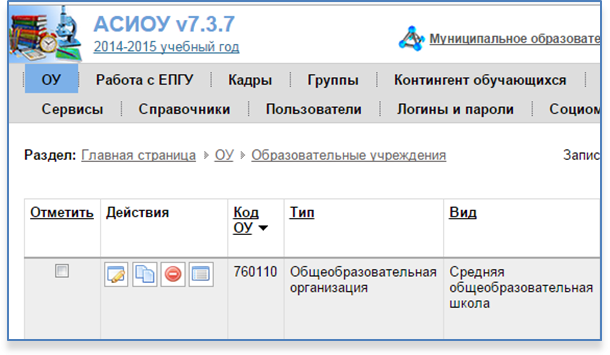 АСИОУ v7.3.7
2014-2015 учебный год
Муниципальное образовате
ОУ Работа с ЕПГУ Кадры Группы Контингент обучающихся
Сервисы Справочники Пользователи Логины и пароли Социом
Раздел: Главная страница ОУ Образовательные учреждения Запис
Отметить Действия Код ОУ Тип Вид
760110 Общеобразовательная организация Средняя общеобразовательная школа